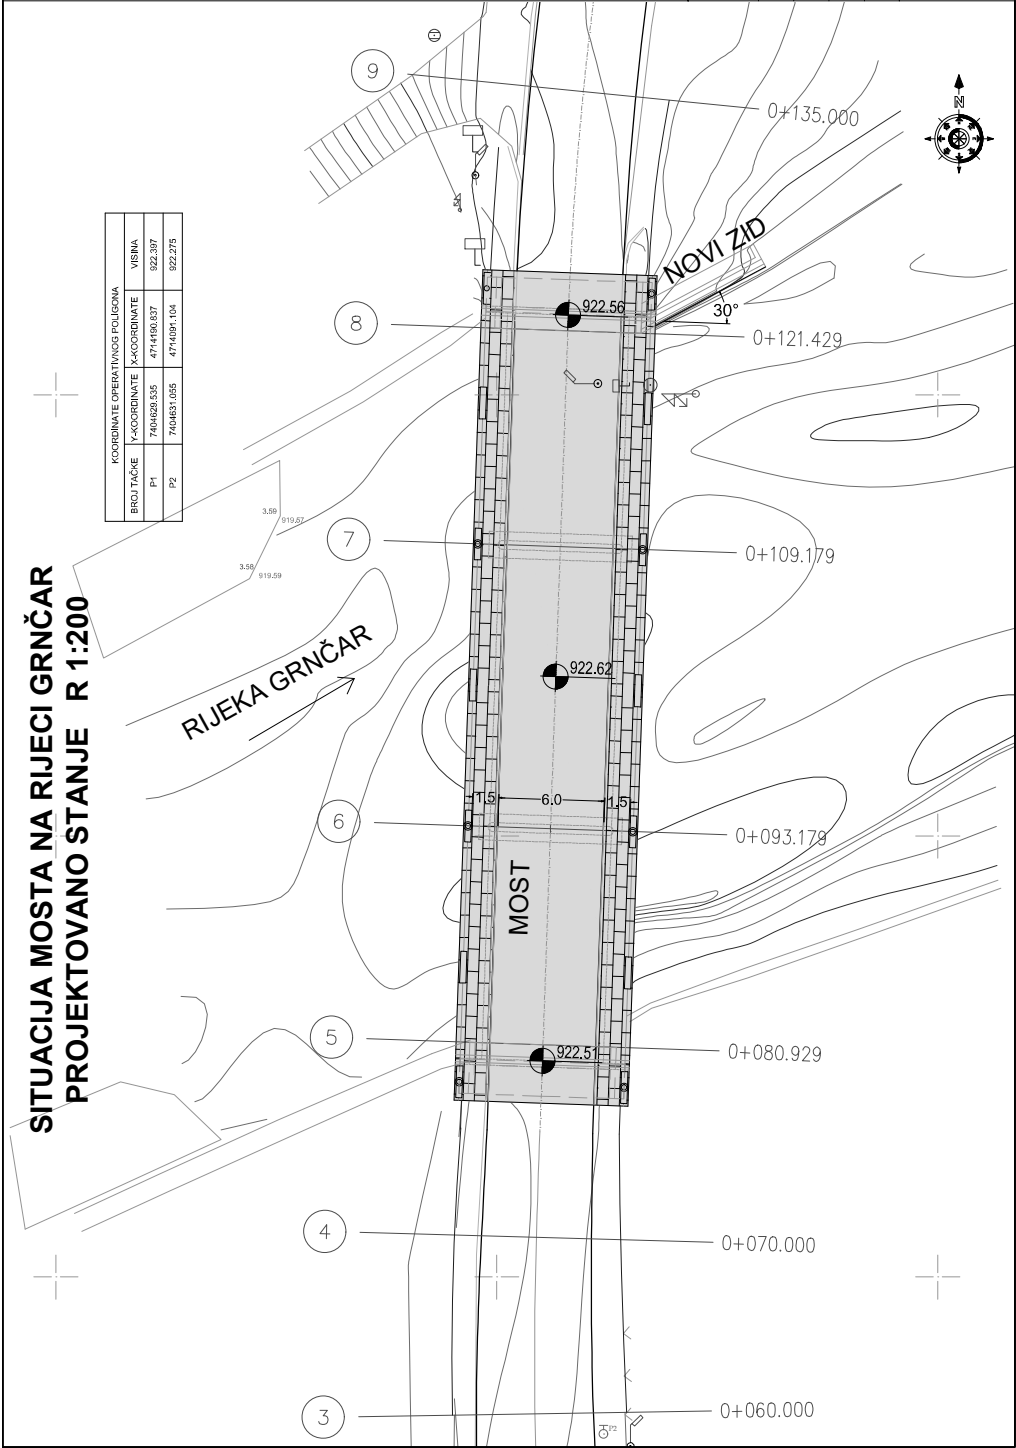 SITUACIJA MOSTA NA RIJECI GRNČAR
PROJEKTOVANO STANJE R 1:200
KOORDINATE OPERATIVNOG POLIGONA
BROJ TAČKE Y-KOORDINATE X-KOORDINATE VISINA
P1 7404629.535 4714190.837 922.397
P2 7404631.055 4714091.104 922.275
N
9
0+135.000
NOVI ZID
30°
922.56
8
0+121.429
3.59
919.57
7
0+109.179
3.58
919.59
RIJEKA GRNČAR
922.62
1.5 6.0 1.5
6
0+093.179
MOST
5
922.51
0+080.929
4
0+070.000
3
0+060.000
P2